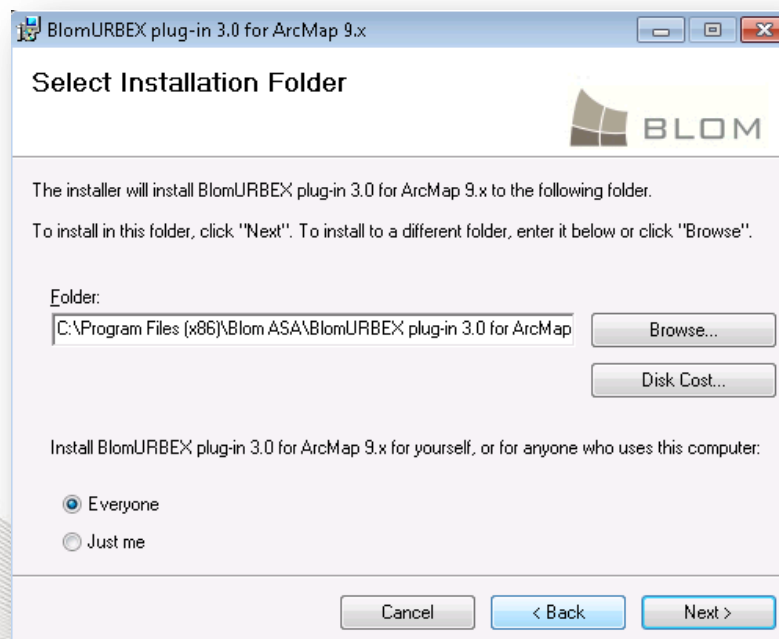 BlomURBEX plug-in 3.0 for ArcMap 9.x
Select Installation Folder
BLOM
The installer will install BlomURBEX plug-in 3.0 for ArcMap 9.x to the following folder.
To install in this folder, click "Next". To install to a different folder, enter it below or click "Browse".
Folder:
C:\Program Files (x86)\Blom ASA\BlomURBEX plug-in 3.0 for ArcMap
Browse...
Disk Cost...
Install BlomURBEX plug-in 3.0 for ArcMap 9.x for yourself, or for anyone who uses this computer:
Everyone
Just me
Cancel
< Back
Next >